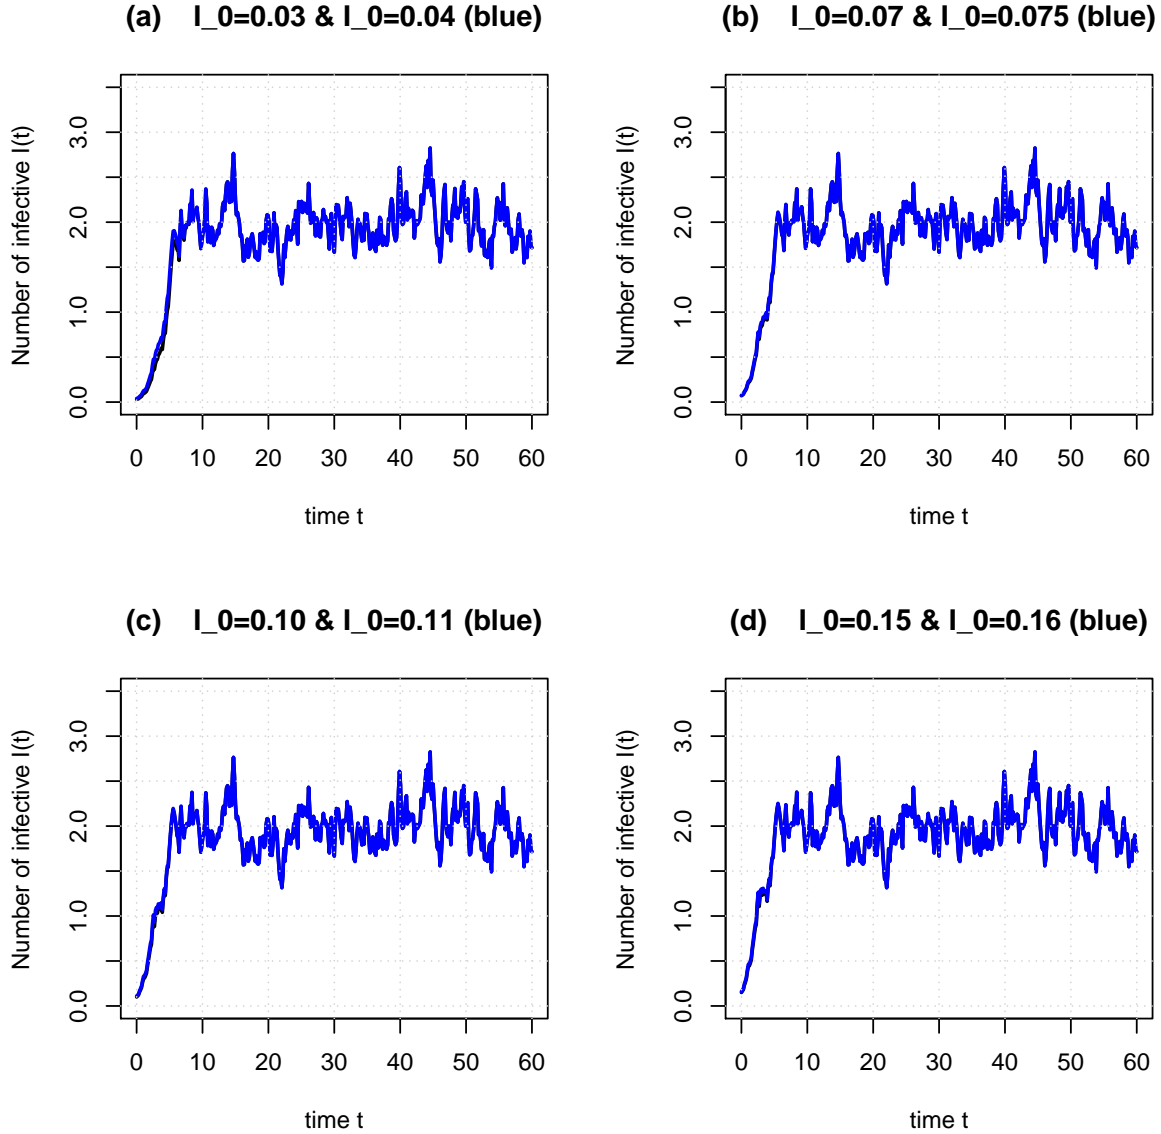 (a) I_0=0.03 & I_0=0.04 (blue)
Number of infective I(t)
3.0
2.0
1.0
0.0
0 10 20 30 40 50 60
time t
(b) I_0=0.07 & I_0=0.075 (blue)
Number of infective I(t)
3.0
2.0
1.0
0.0
0 10 20 30 40 50 60
time t
(c) I_0=0.10 & I_0=0.11 (blue)
Number of infective I(t)
3.0
2.0
1.0
0.0
0 10 20 30 40 50 60
time t
(d) I_0=0.15 & I_0=0.16 (blue)
Number of infective I(t)
3.0
2.0
1.0
0.0
0 10 20 30 40 50 60
time t